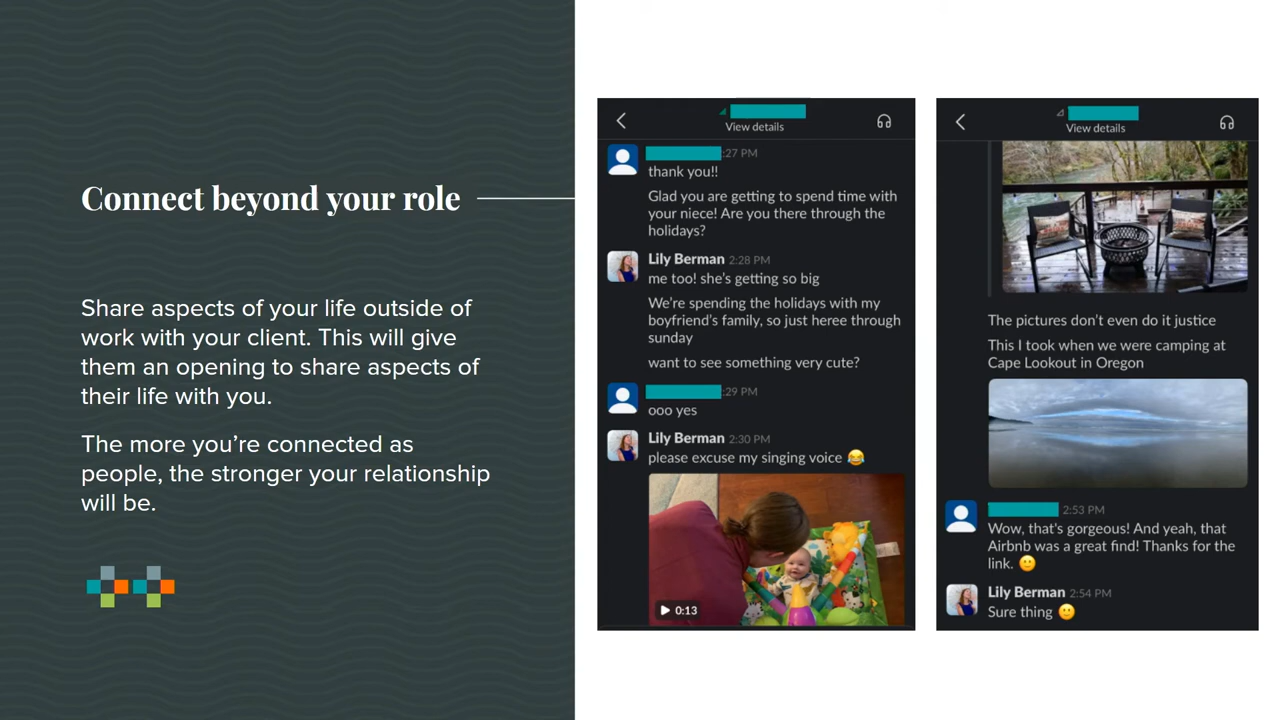 Connect beyond your role
Share aspects of your life outside of
work with your client. This will give
them an opening to share aspects of
their life with you.
The more you’re connected as
people, the stronger your relationship
will be.
View details
:27 PM
thank you!!
Glad you are getting to spend time with
your niece! Are you there through the
holidays?
Lily Berman 2:28 PM
me too! she's getting so big
We’re spending the holidays with my
boyfriend’s family, so just heree through
sunday
want to see something very cute?
:29 PM
ooo yes
Lily Berman 2:30 PM
please excuse my singing voice 😂
0:13
View details
The pictures don’t even do it justice
This I took when we were camping at
Cape Lookout in Oregon
2:53 PM
Wow, that's gorgeous! And yeah, that
Airbnb was a great find! Thanks for the
link. 🙂
Lily Berman 2:54 PM
Sure thing 🙂